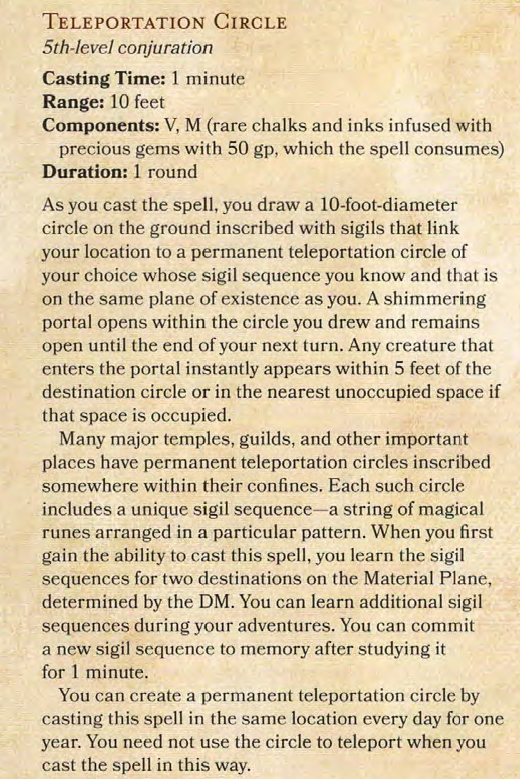 TELEPORTATION CIRCLE
5th-level conjuration
Casting Time: 1 minute
Range: 10 feet
Components: V, M (rare chalks and inks infused with
precious gems with 50 gp, which the spell consumes)
Duration: 1 round
As you cast the spell, you draw a 10-foot-diameter
circle on the ground inscribed with sigils that link
your location to a permanent teleportation circle of
your choice whose sigil sequence you know and that is
on the same plane of existence as you. A shimmering
portal opens within the circle you drew and remains
open until the end of your next turn. Any creature that
enters the portal instantly appears within 5 feet of the
destination circle or in the nearest unoccupied space if
that space is occupied.
Many major temples, guilds, and other important
places have permanent teleportation circles inscribed
somewhere within their confines. Each such circle
includes a unique sigil sequence—a string of magical
runes arranged in a particular pattern. When you first
gain the ability to cast this spell, you learn the sigil
sequences for two destinations on the Material Plane,
determined by the DM. You can learn additional sigil
sequences during your adventures. You can commit
a new sigil sequence to memory after studying it
for 1 minute.
You can create a permanent teleportation circle by
casting this spell in the same location every day for one
year. You need not use the circle to teleport when you
cast the spell in this way.